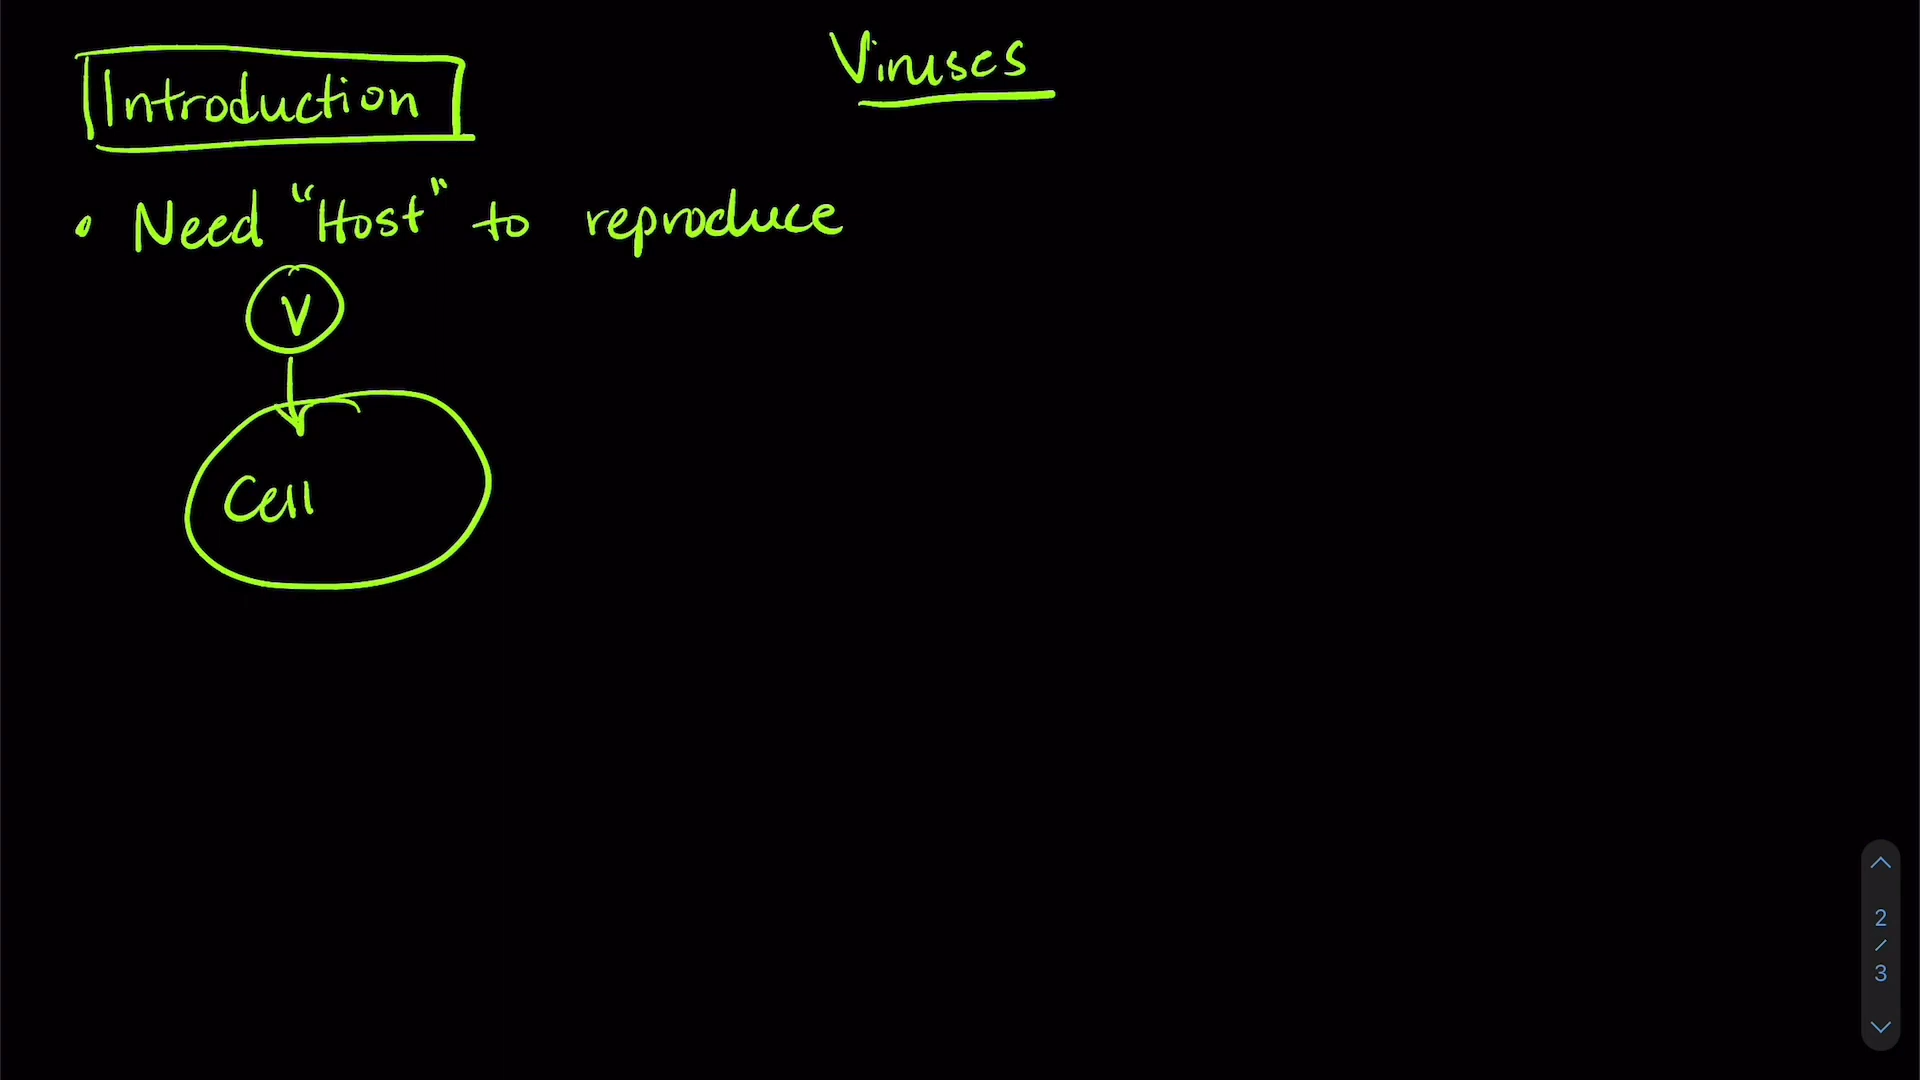 Viruses
Introduction
• Need "Host" to reproduce
V
Cell
2
/
3